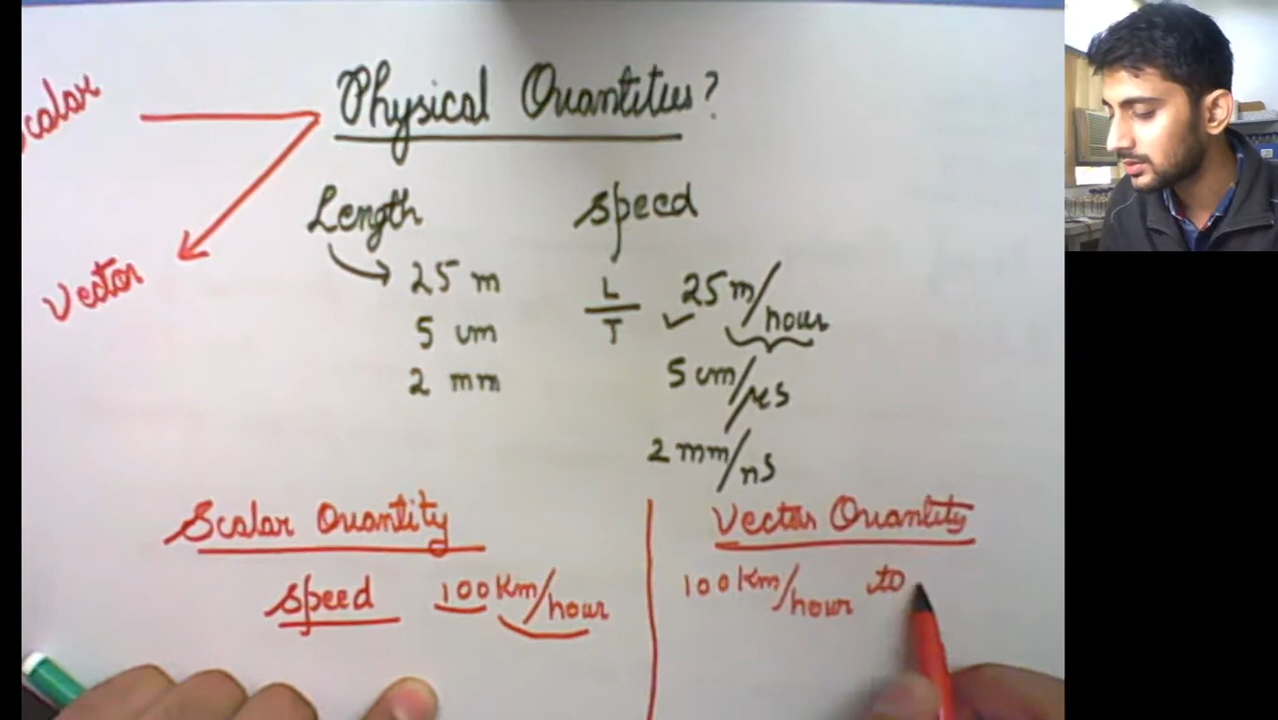 Physical Quantities?
Scalar
Vector
Length
25 m
5 cm
2 mm
speed
L
T
25 m/hour
5 cm/μs
2 mm/ns
Scalar Quantity
speed 100 Km/hour
Vector Quantity
100 Km/hour to